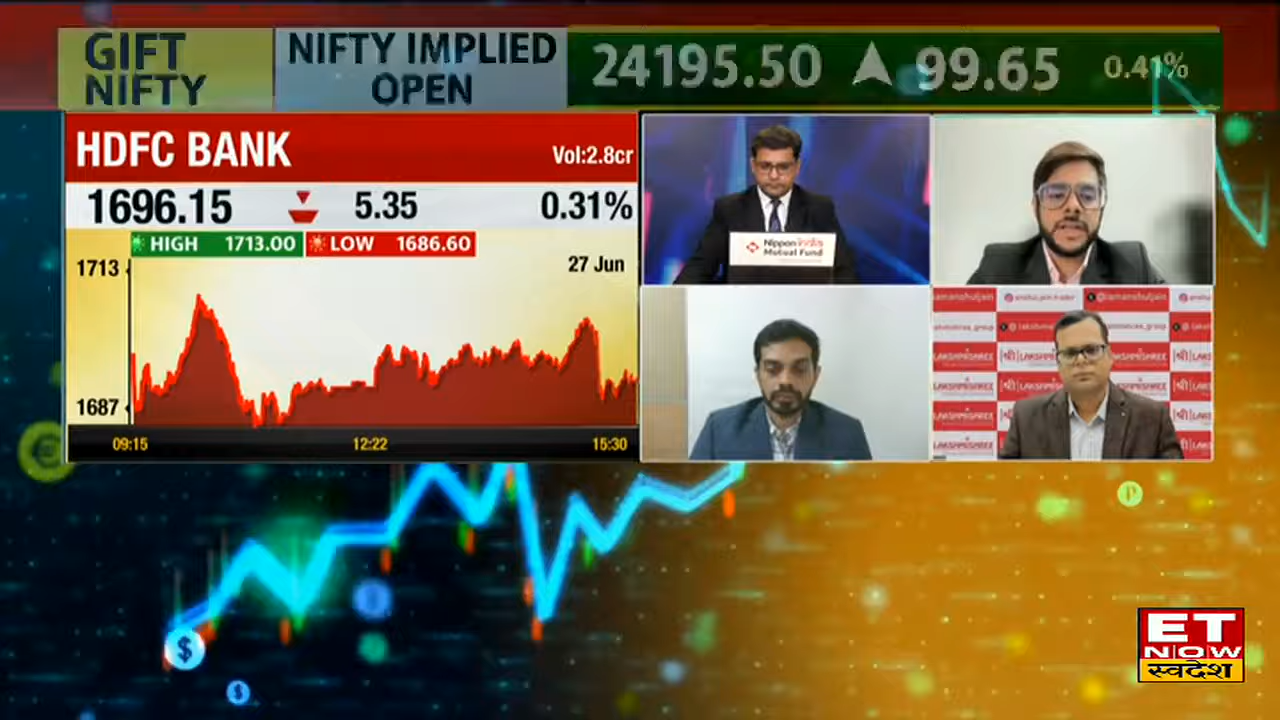 GIFT
NIFTY
NIFTY IMPLIED
OPEN
24195.50 99.65 0.41%
HDFC BANK
Vol:2.8cr
1696.15 5.35 0.31%
HIGH 1713.00 LOW 1686.60
27 Jun
1713
1687
09:15 12:22 15:30
Nippon India
Mutual Fund
LAKSHMISHREE
ET
NOW
स्वदेश